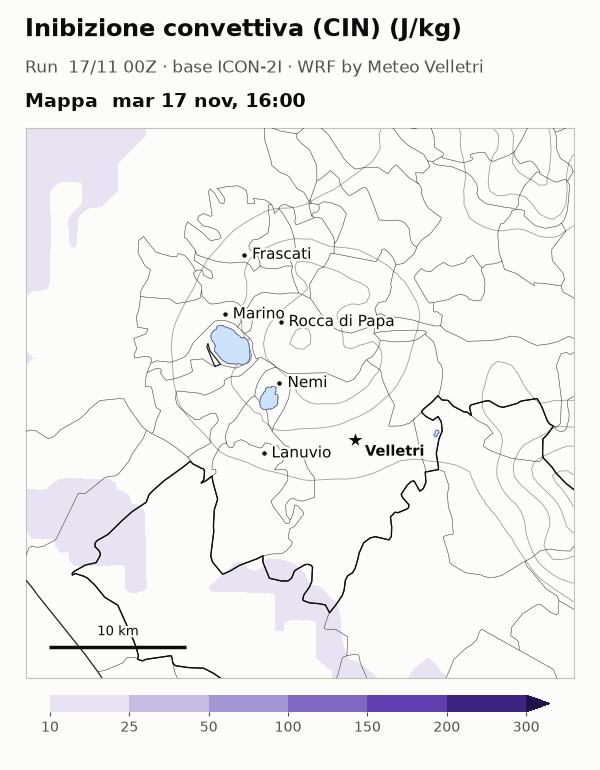 Inibizione convettiva (CIN) (J/kg)
Run  17/11 00Z · base ICON-2I · WRF by Meteo Velletri
Mappa  mar 17 nov, 16:00
Frascati
Marino
Rocca di Papa
Nemi
Velletri
Lanuvio
10 km
10 25 50 100 150 200 300